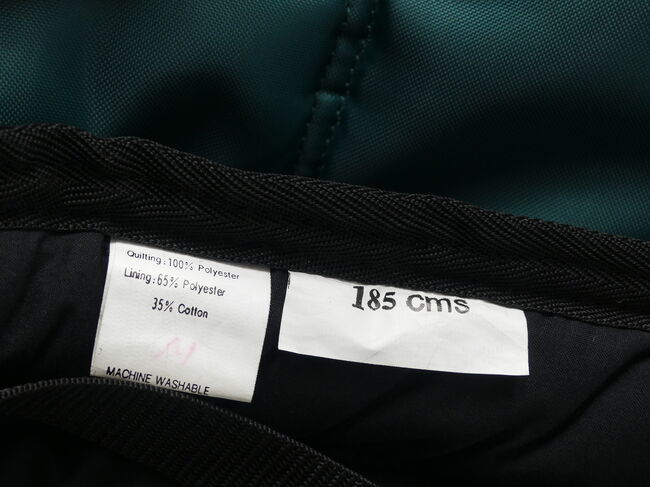 Quilting: 100% Polyester
Lining: 65% Polyester
35% Cotton
MACHINE WASHABLE
185 cms